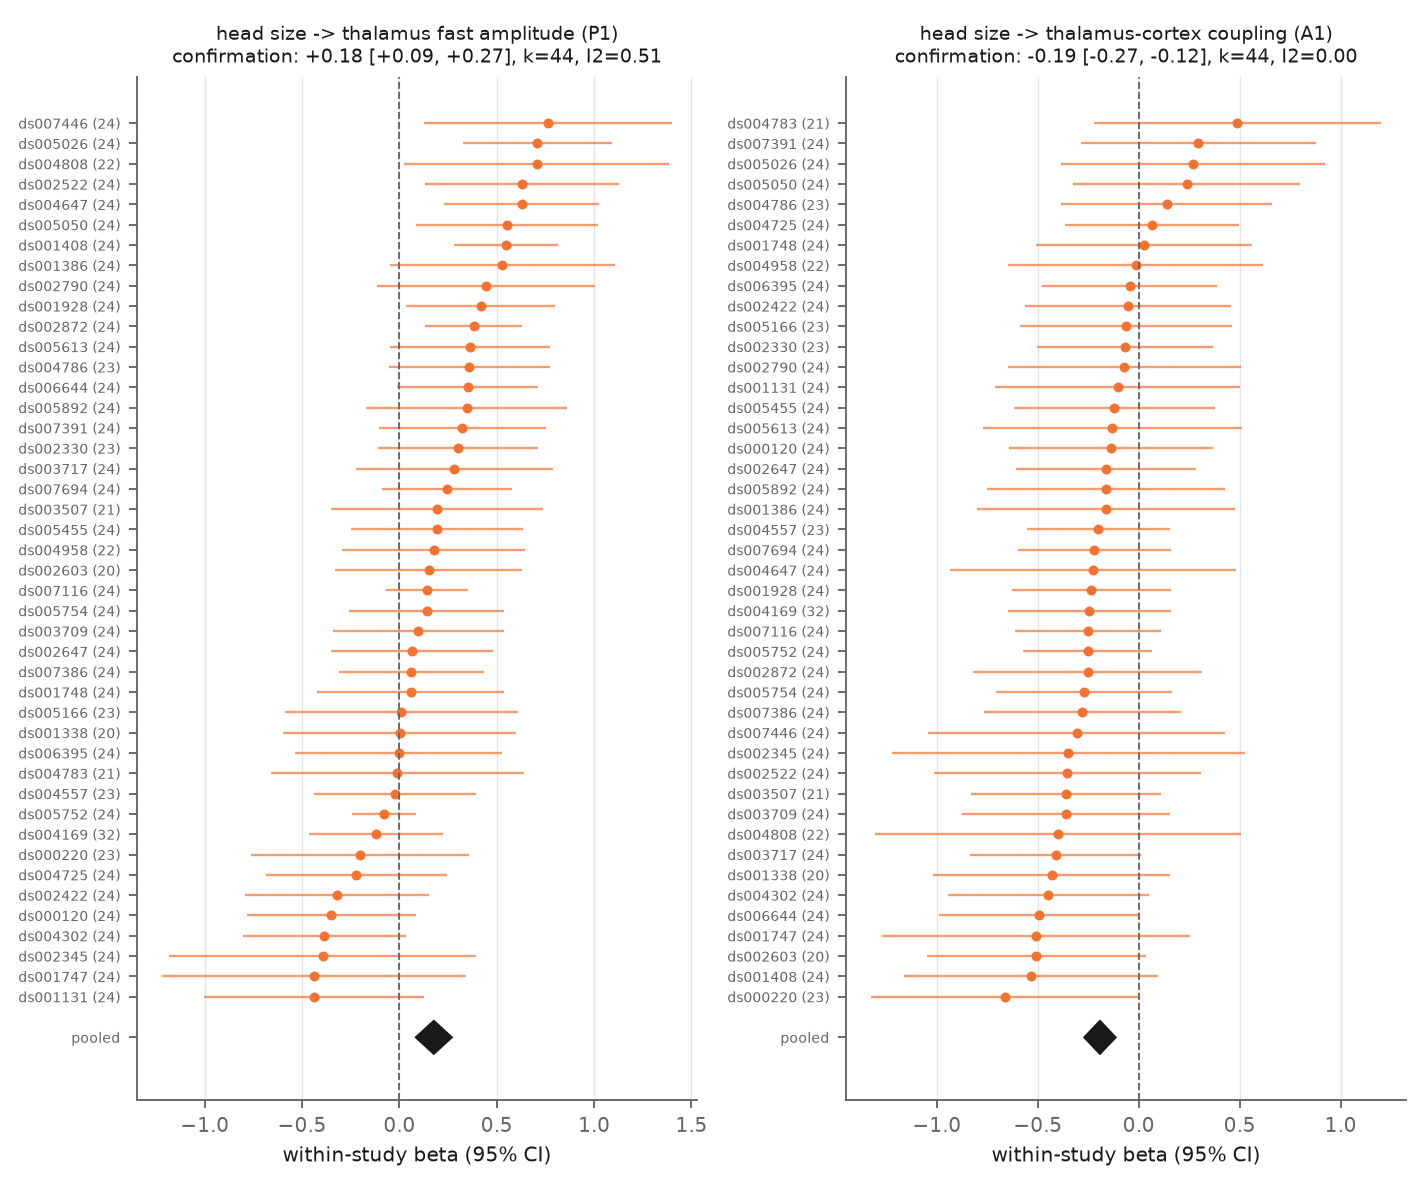 head size -> thalamus fast amplitude (P1)
confirmation: +0.18 [+0.09, +0.27], k=44, I2=0.51
ds007446 (24)
ds005026 (24)
ds004808 (22)
ds002522 (24)
ds004647 (24)
ds005050 (24)
ds001408 (24)
ds001386 (24)
ds002790 (24)
ds001928 (24)
ds002872 (24)
ds005613 (24)
ds004786 (23)
ds006644 (24)
ds005892 (24)
ds007391 (24)
ds002330 (23)
ds003717 (24)
ds007694 (24)
ds003507 (21)
ds005455 (24)
ds004958 (22)
ds002603 (20)
ds007116 (24)
ds005754 (24)
ds003709 (24)
ds002647 (24)
ds007386 (24)
ds001748 (24)
ds005166 (23)
ds001338 (20)
ds006395 (24)
ds004783 (21)
ds004557 (23)
ds005752 (24)
ds004169 (32)
ds000220 (23)
ds004725 (24)
ds002422 (24)
ds000120 (24)
ds004302 (24)
ds002345 (24)
ds001747 (24)
ds001131 (24)
pooled
−1.0 −0.5 0.0 0.5 1.0 1.5
within-study beta (95% CI)
head size -> thalamus-cortex coupling (A1)
confirmation: -0.19 [-0.27, -0.12], k=44, I2=0.00
ds004783 (21)
ds007391 (24)
ds005026 (24)
ds005050 (24)
ds004786 (23)
ds004725 (24)
ds001748 (24)
ds004958 (22)
ds006395 (24)
ds002422 (24)
ds005166 (23)
ds002330 (23)
ds002790 (24)
ds001131 (24)
ds005455 (24)
ds005613 (24)
ds000120 (24)
ds002647 (24)
ds005892 (24)
ds001386 (24)
ds004557 (23)
ds007694 (24)
ds004647 (24)
ds001928 (24)
ds004169 (32)
ds007116 (24)
ds005752 (24)
ds002872 (24)
ds005754 (24)
ds007386 (24)
ds007446 (24)
ds002345 (24)
ds002522 (24)
ds003507 (21)
ds003709 (24)
ds004808 (22)
ds003717 (24)
ds001338 (20)
ds004302 (24)
ds006644 (24)
ds001747 (24)
ds002603 (20)
ds001408 (24)
ds000220 (23)
pooled
−1.0 −0.5 0.0 0.5 1.0
within-study beta (95% CI)